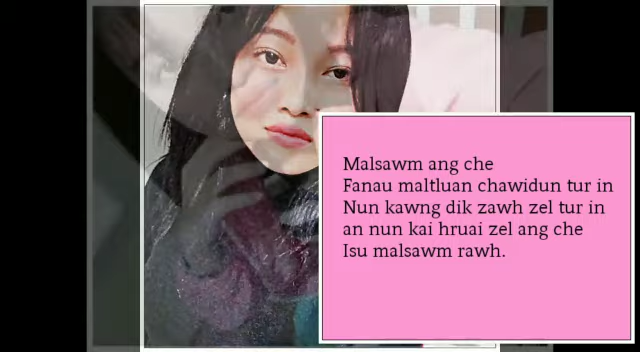 Malsawm ang che
Fanau maltluan chawidun tur in
Nun kawng dik zawh zel tur in
an nun kai hruai zel ang che
Isu malsawm rawh.